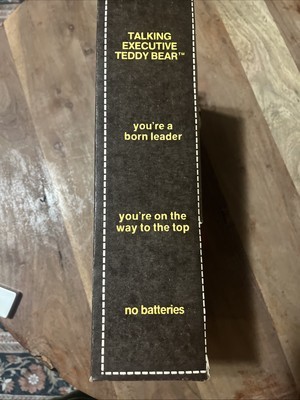 TALKING
EXECUTIVE
TEDDY BEAR™
you're a
born leader
you're on the
way to the top
no batteries